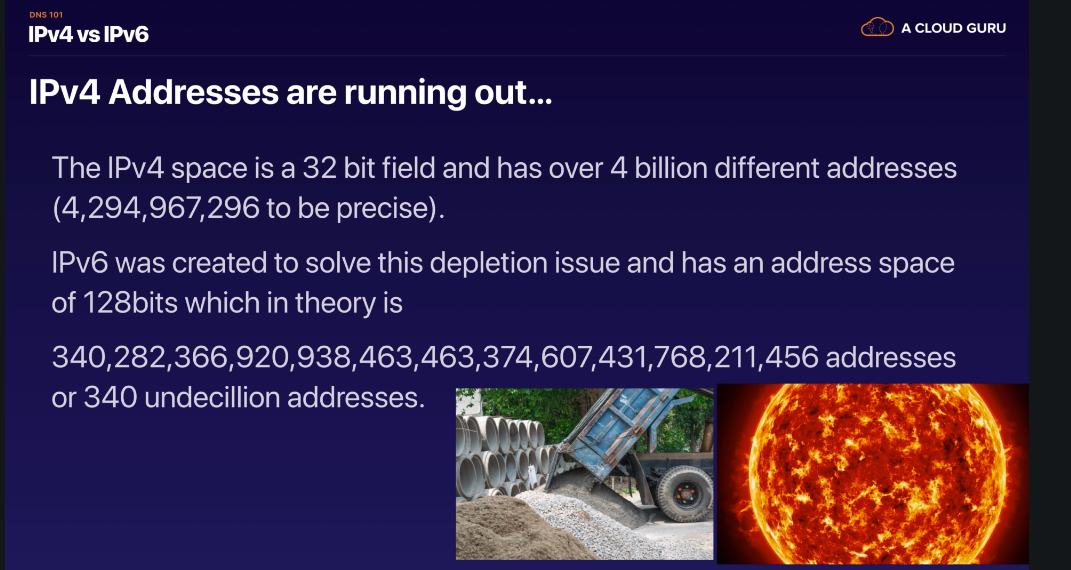 DNS 101
IPv4 vs IPv6
A CLOUD GURU
IPv4 Addresses are running out...
The IPv4 space is a 32 bit field and has over 4 billion different addresses
(4,294,967,296 to be precise).
IPv6 was created to solve this depletion issue and has an address space
of 128bits which in theory is
340,282,366,920,938,463,463,374,607,431,768,211,456 addresses
or 340 undecillion addresses.